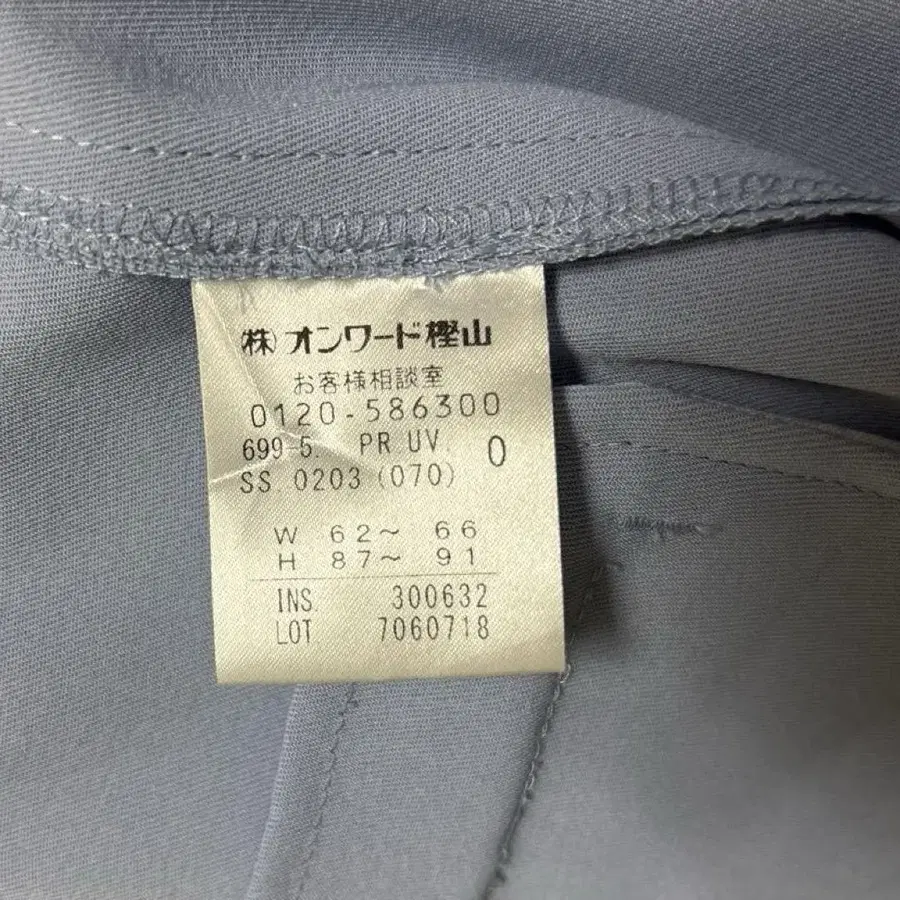 ㈱オンワード樫山
お客様相談室
0120-586300
699-5. PR UV. 0
SS. 0203 (070)
W 62～ 66
H 87～ 91
INS. 300632
LOT 7060718